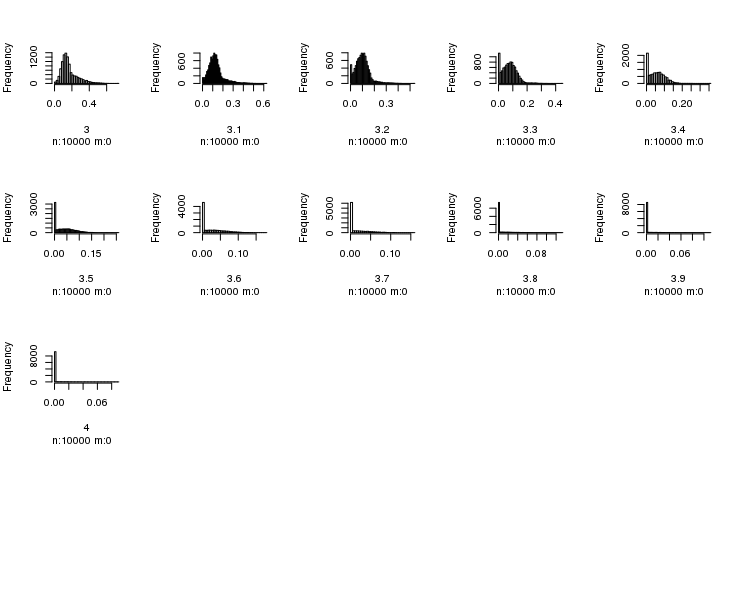 Frequency
0 600 1200
0.0 0.4
3
n:10000 m:0
Frequency
0 600
0.0 0.3 0.6
3.1
n:10000 m:0
Frequency
0 600
0.0 0.3
3.2
n:10000 m:0
Frequency
0 800
0.0 0.2 0.4
3.3
n:10000 m:0
Frequency
0 2000
0.00 0.20
3.4
n:10000 m:0
Frequency
0 3000
0.00 0.15
3.5
n:10000 m:0
Frequency
0 4000
0.00 0.10
3.6
n:10000 m:0
Frequency
0 5000
0.00 0.10
3.7
n:10000 m:0
Frequency
0 6000
0.00 0.08
3.8
n:10000 m:0
Frequency
0 8000
0.00 0.06
3.9
n:10000 m:0
Frequency
0 8000
0.00 0.06
4
n:10000 m:0